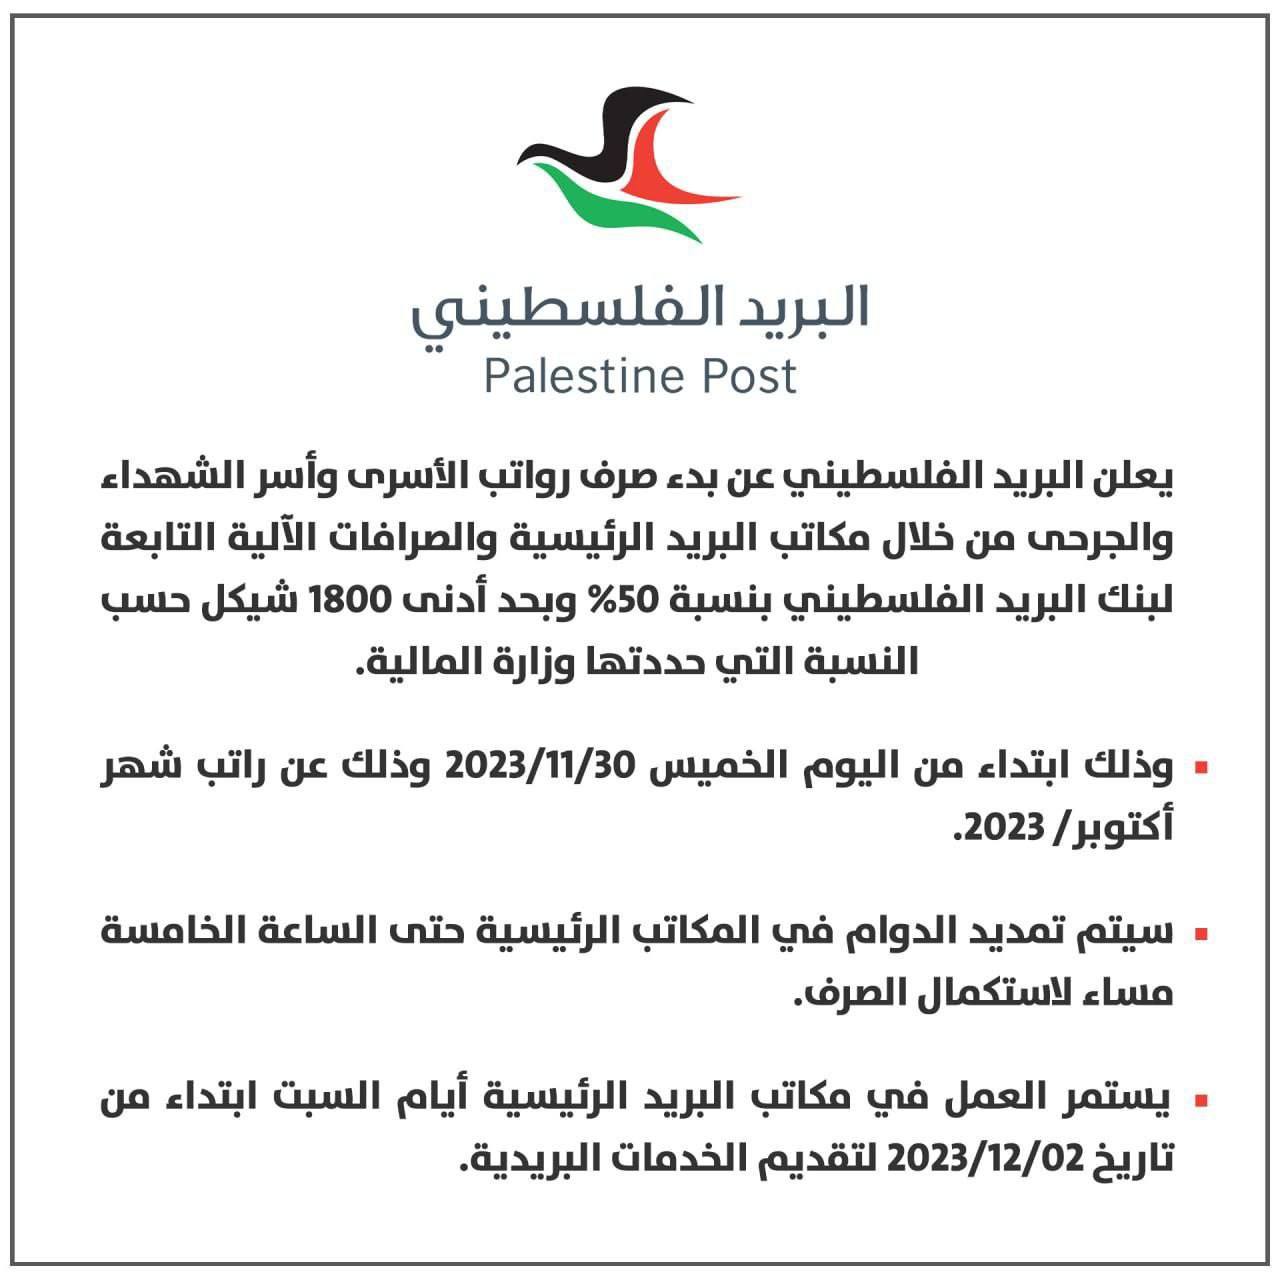 البريد الفلسطيني
Palestine Post
يعلن البريد الفلسطيني عن بدء صرف رواتب الأسرى وأسر الشهداء
والجرحى من خلال مكاتب البريد الرئيسية والصرافات الآلية التابعة
لبنك البريد الفلسطيني بنسبة 50% وبحد أدنى 1800 شيكل حسب
النسبة التي حددتها وزارة المالية.
▪ وذلك ابتداء من اليوم الخميس 2023/11/30 وذلك عن راتب شهر
أكتوبر/ 2023.
▪ سيتم تمديد الدوام في المكاتب الرئيسية حتى الساعة الخامسة
مساء لاستكمال الصرف.
▪ يستمر العمل في مكاتب البريد الرئيسية أيام السبت ابتداء من
تاريخ 2023/12/02 لتقديم الخدمات البريدية.